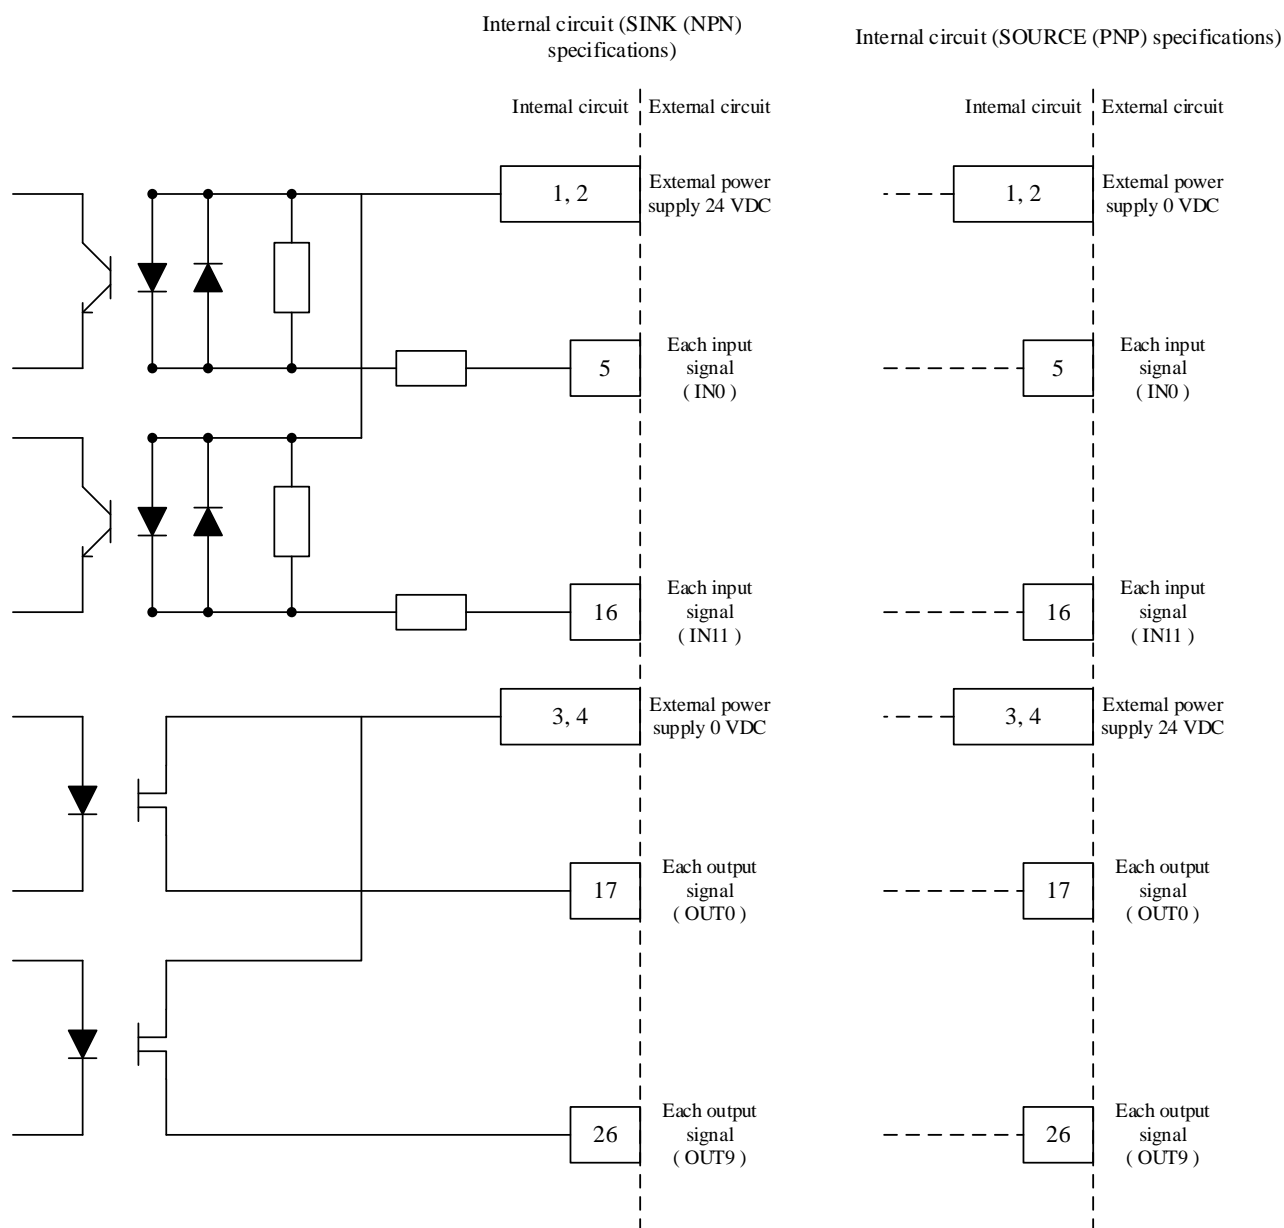 Internal circuit (SINK (NPN)
specifications)
Internal circuit (SOURCE (PNP) specifications)
Internal circuit
External circuit
Internal circuit
External circuit
1, 2
External power
supply 24 VDC
1, 2
External power
supply 0 VDC
5
Each input
signal
( IN0 )
5
Each input
signal
( IN0 )
16
Each input
signal
( IN11 )
16
Each input
signal
( IN11 )
3, 4
External power
supply 0 VDC
3, 4
External power
supply 24 VDC
17
Each output
signal
( OUT0 )
17
Each output
signal
( OUT0 )
26
Each output
signal
( OUT9 )
26
Each output
signal
( OUT9 )